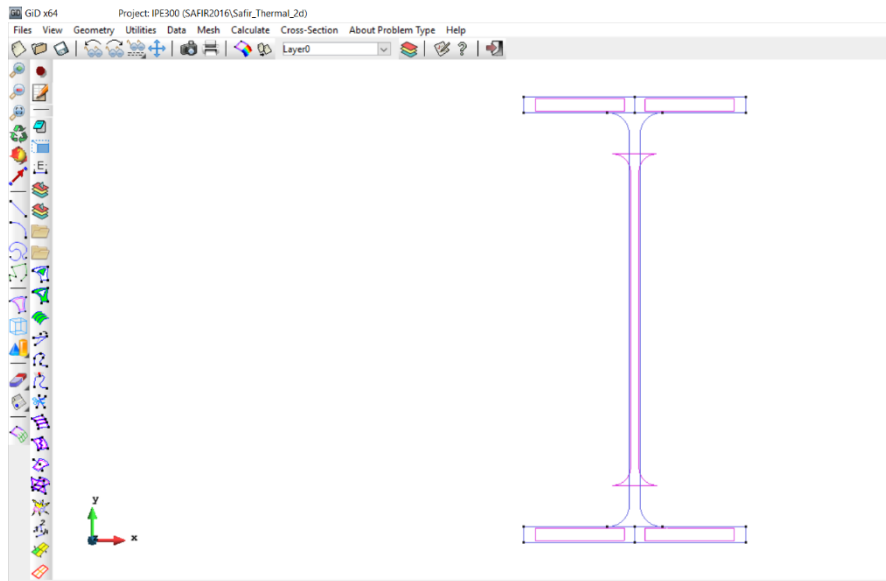 GiD x64 Project: IPE300 (SAFIR2016\Safir_Thermal_2d)
Files View Geometry Utilities Data Mesh Calculate Cross-Section About Problem Type Help
Layer0
E
y
x